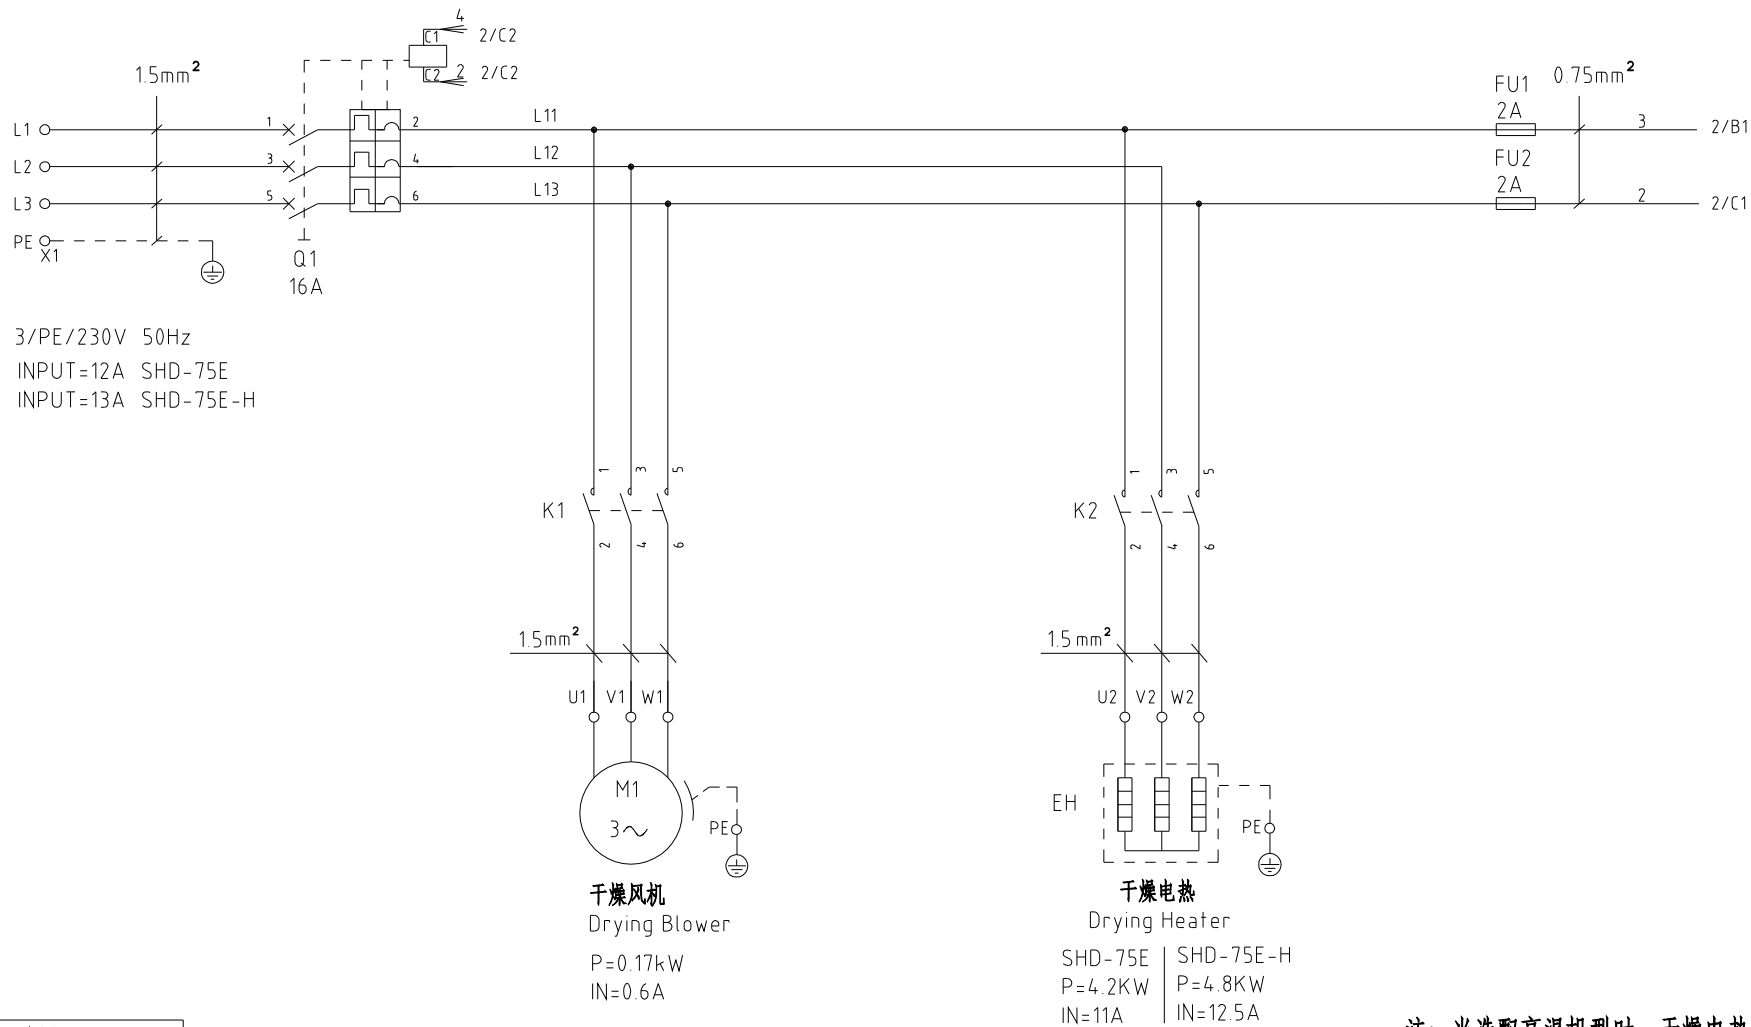 4
C1 2/C2
C2 2 2/C2
1.5mm²
FU1 0.75mm²
2A
L1 1 2 L11 3 2/B1
L2 3 4 L12 FU2
2A
L3 5 6 L13 2 2/C1
PE
X1
Q1
16A
3/PE/230V 50Hz
INPUT=12A SHD-75E
INPUT=13A SHD-75E-H
1 3 5 1 3 5
K1 K2
2 4 6 2 4 6
1.5mm² 1.5mm²
U1 V1 W1 U2 V2 W2
M1
3~
PE
EH
PE
干燥风机
Drying Blower
P=0.17kW
IN=0.6A
干燥电热
Drying Heater
SHD-75E SHD-75E-H
P=4.2KW P=4.8KW
IN=11A IN=12.5A